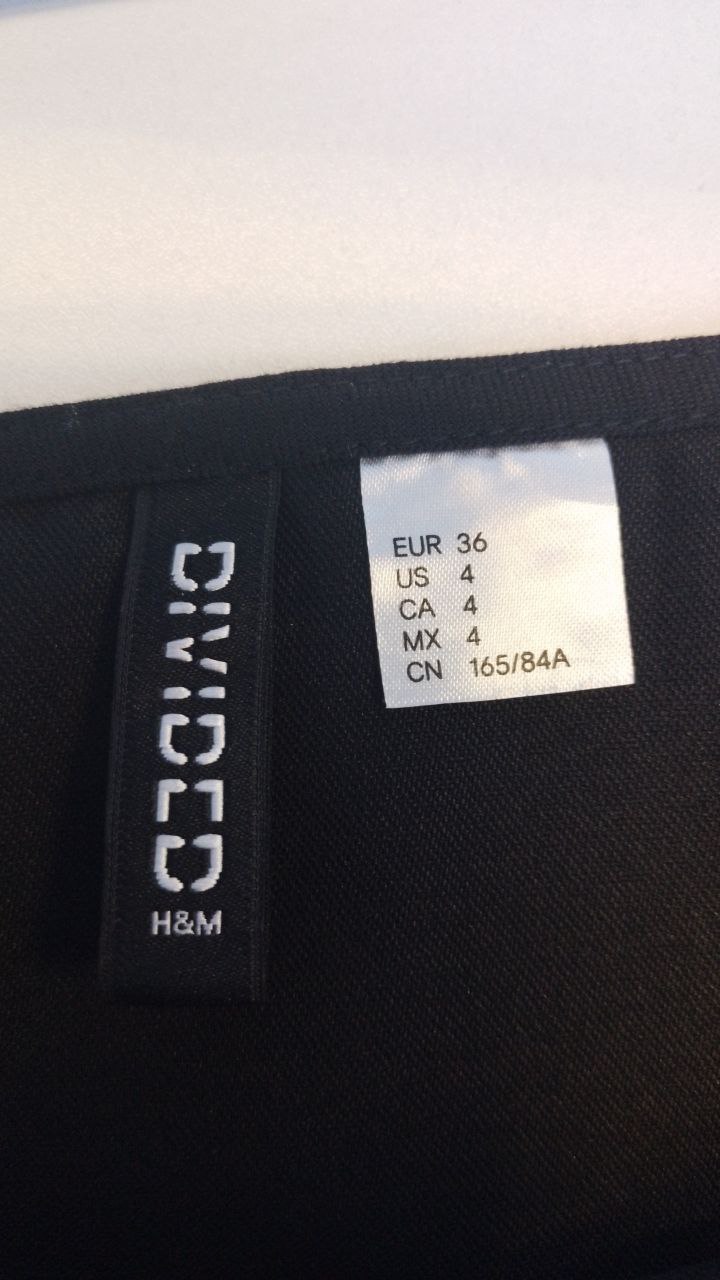 DIVIDED
H&M
EUR 36
US 4
CA 4
MX 4
CN 165/84A